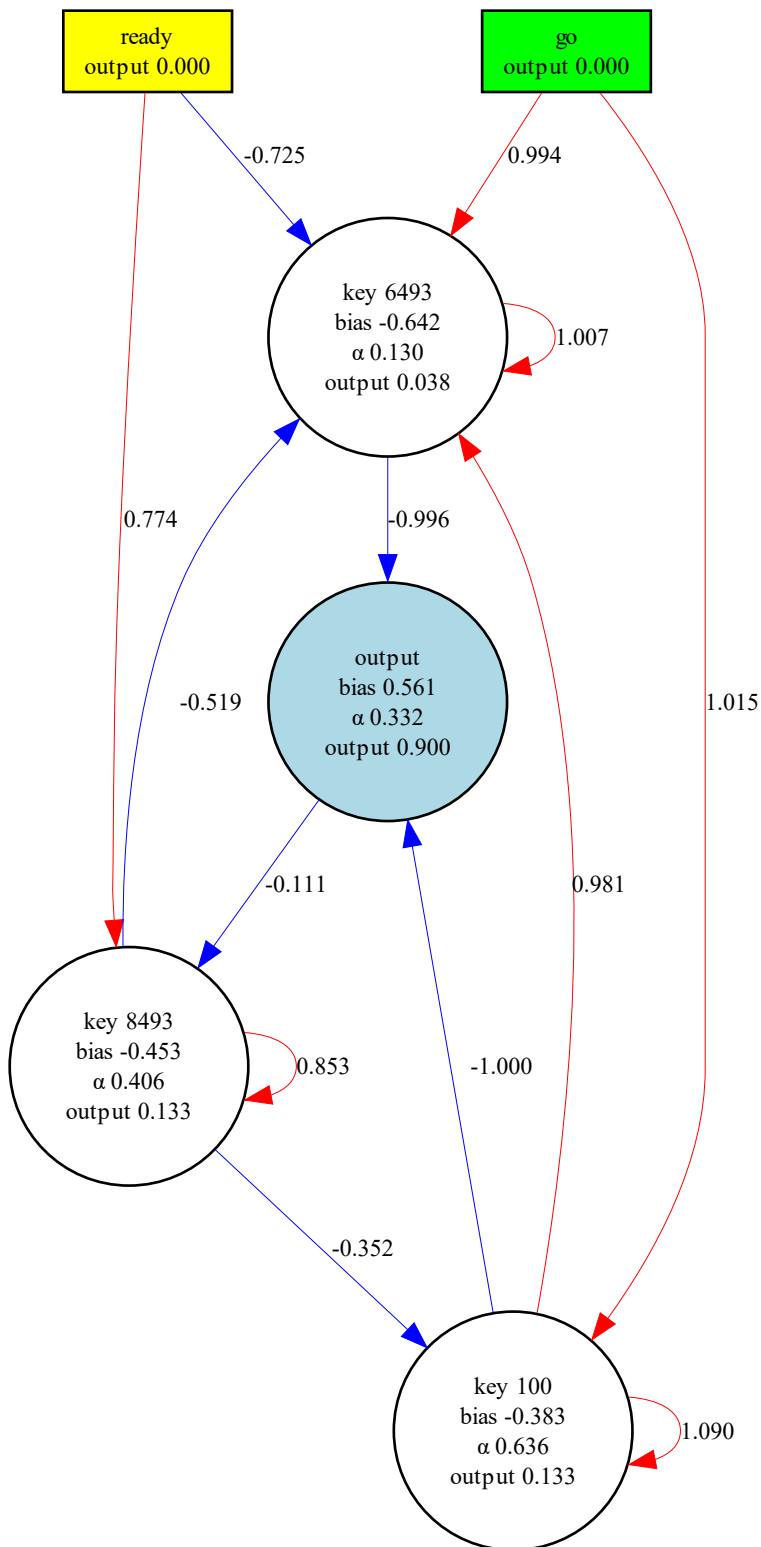 ready
output 0.000
go
output 0.000
-0.725
0.994
key 6493
bias -0.642
α 0.130
output 0.038
1.007
0.774
-0.996
-0.519
output
bias 0.561
α 0.332
output 0.900
1.015
-0.111
0.981
key 8493
bias -0.453
α 0.406
output 0.133
0.853
-1.000
-0.352
key 100
bias -0.383
α 0.636
output 0.133
1.090